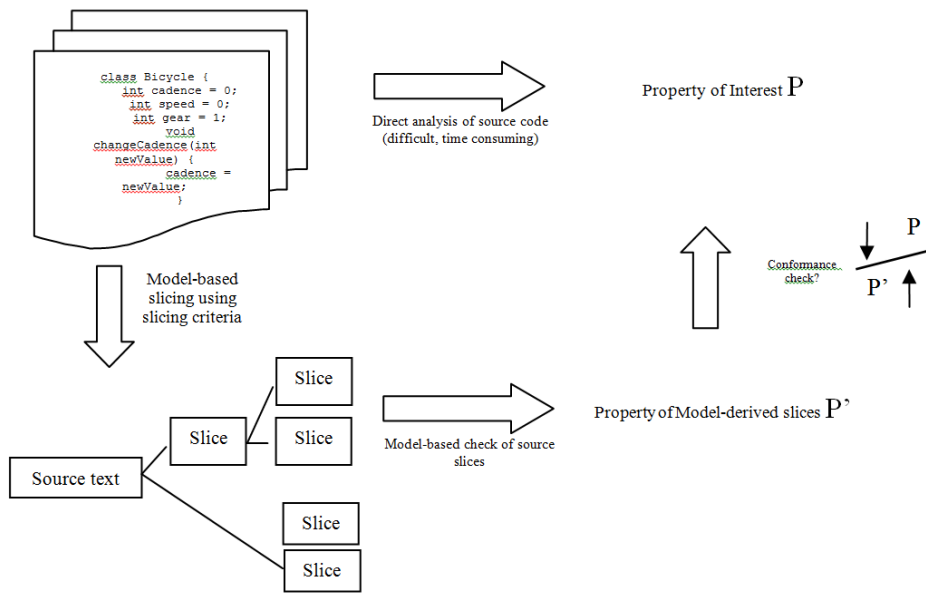 class Bicycle {
int cadence = 0;
int speed = 0;
int gear = 1;
void
changeCadence(int
newValue) {
cadence =
newValue;
}
Direct analysis of source code
(difficult, time consuming)
Property of Interest P
Model-based
slicing using
slicing criteria
Conformance
check?
P
P’
Slice
Slice
Slice
Source text
Slice
Slice
Model-based check of source
slices
Property of Model-derived slices P’